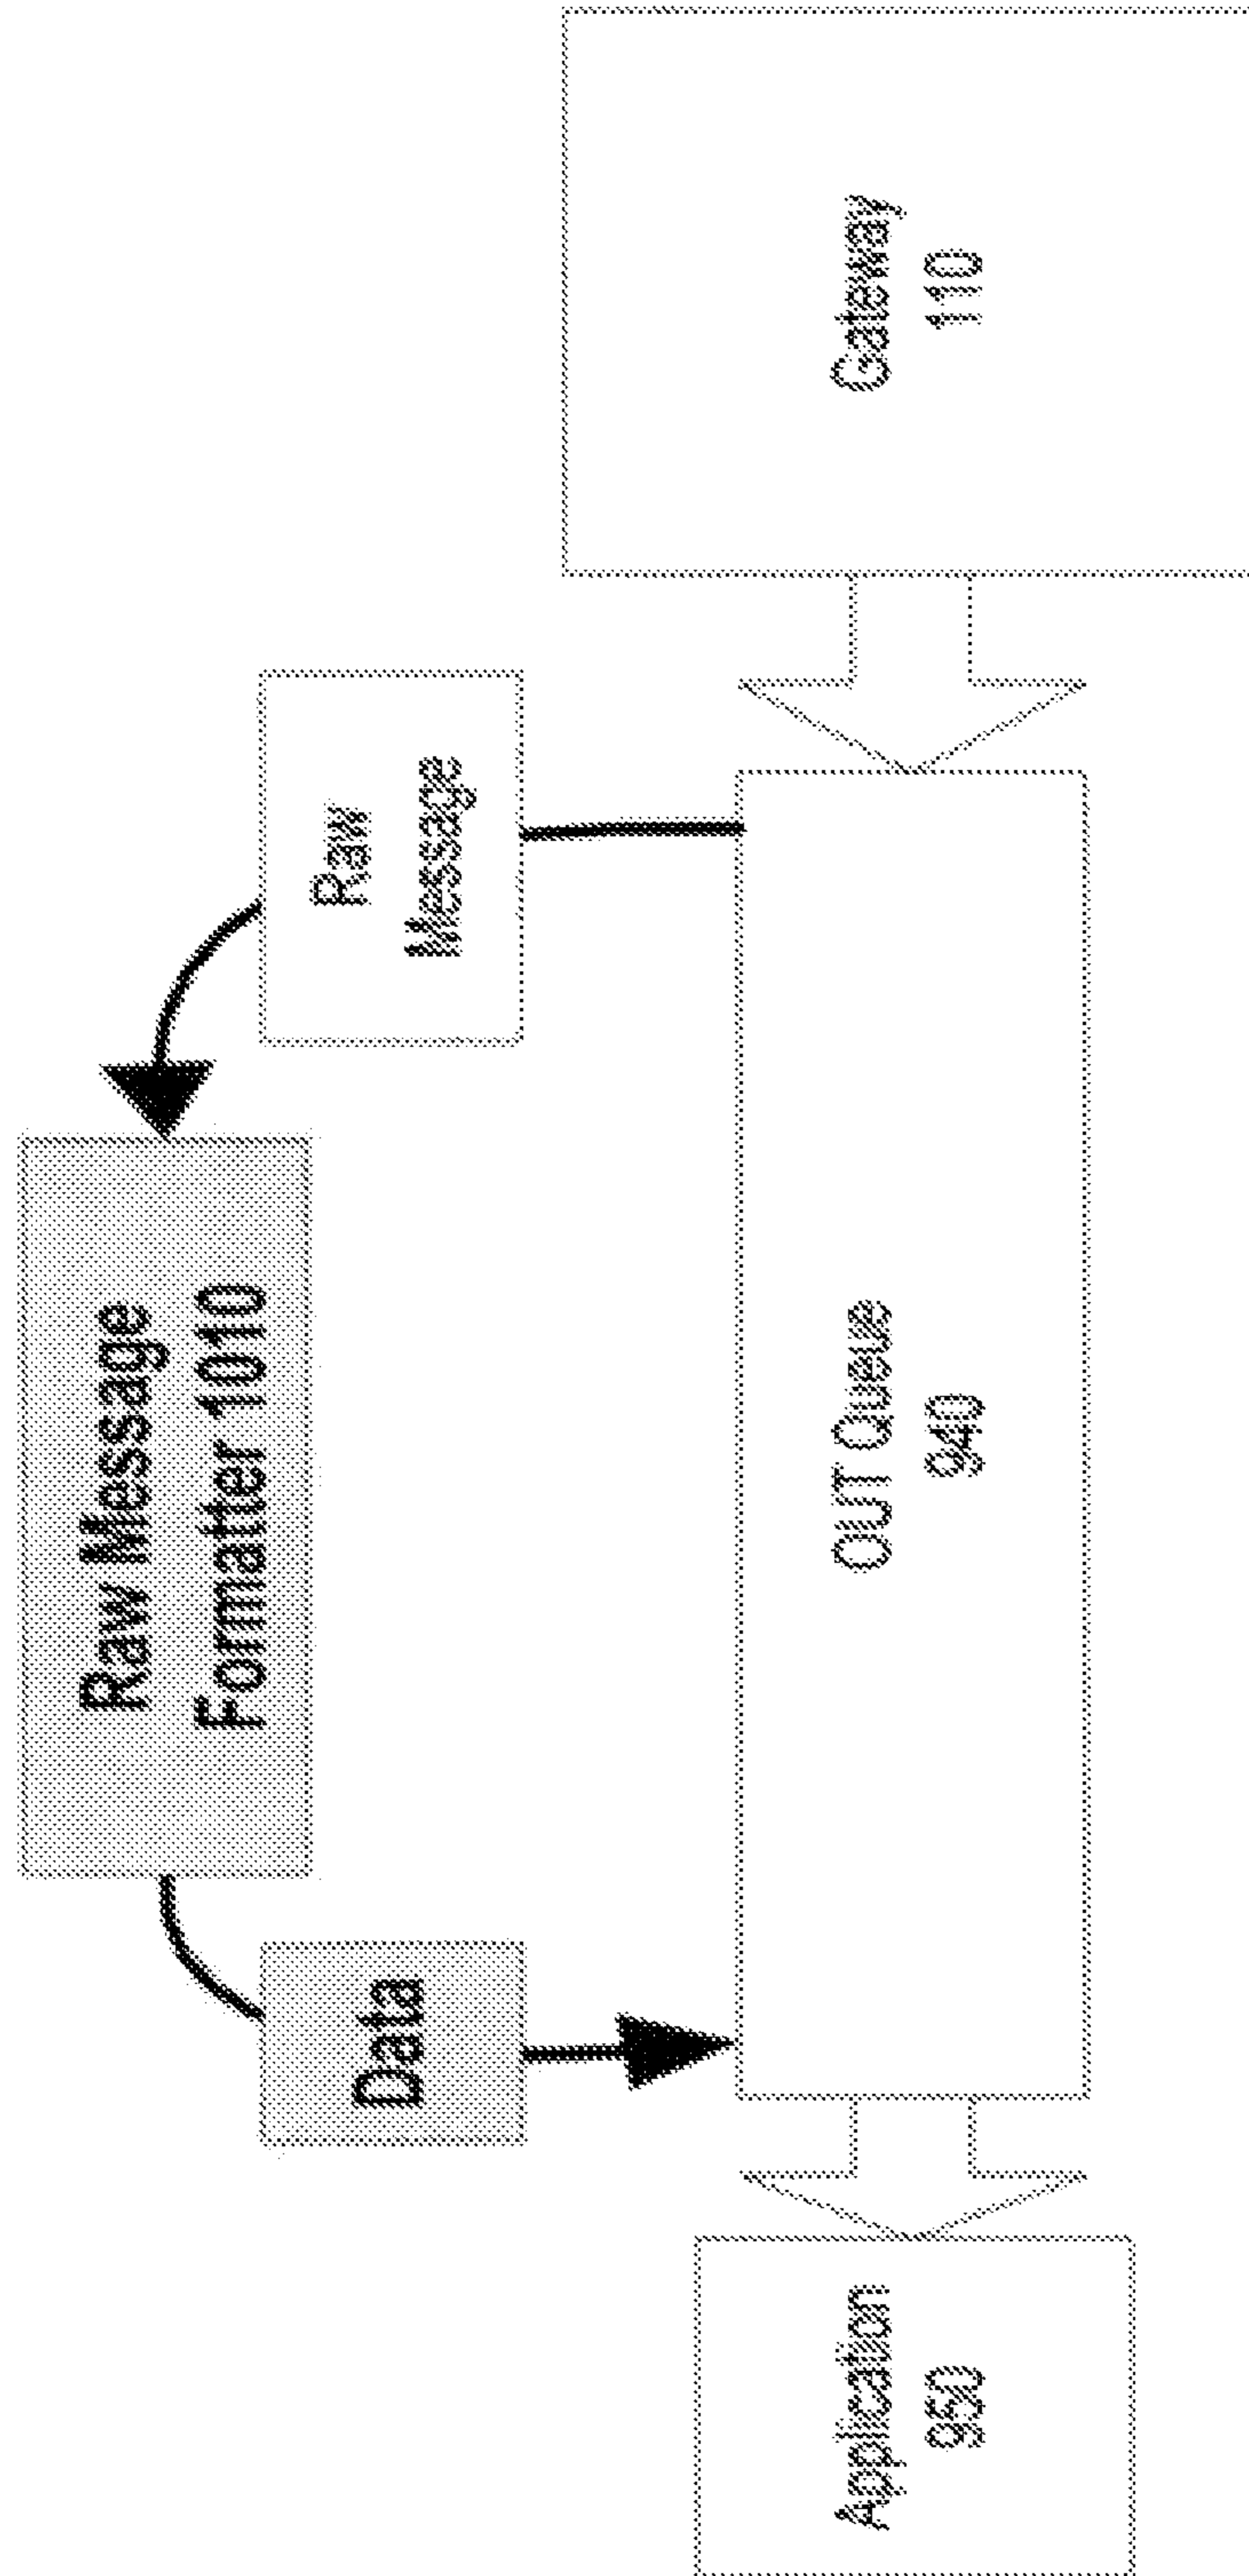 Raw Message
Formatter 1010
Data
Raw
Message
Application
950
OUT Queue
940
Gateway
110